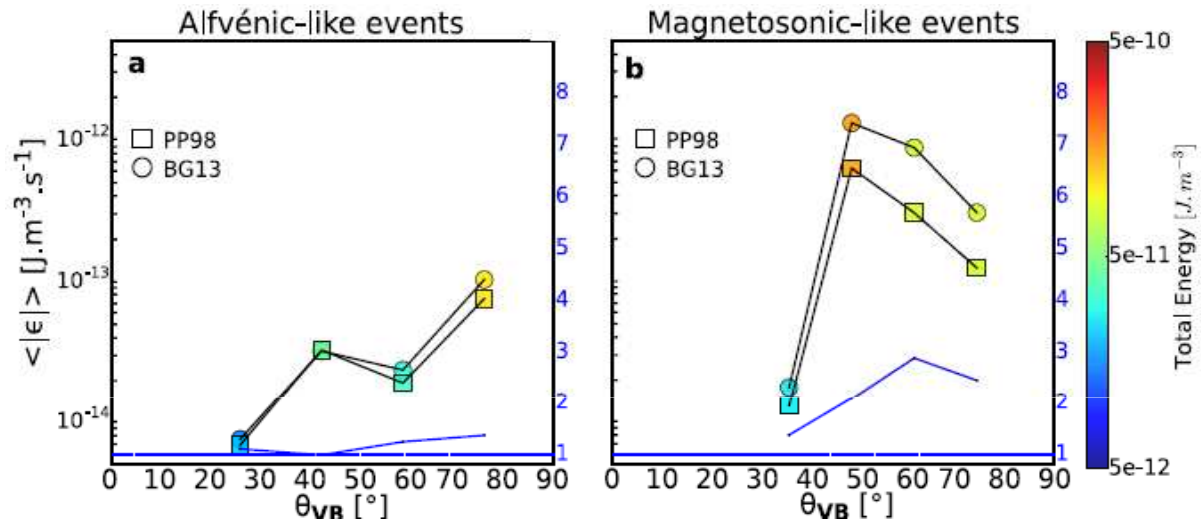 Alfvénic-like events
Magnetosonic-like events
a
b
PP98
BG13
PP98
BG13
<|ϵ|> [J.m⁻³.s⁻¹]
10⁻¹²
10⁻¹³
10⁻¹⁴
8
7
6
5
4
3
2
1
8
7
6
5
4
3
2
1
0 10 20 30 40 50 60 70 80 90
0 10 20 30 40 50 60 70 80 90
θVB [°]
θVB [°]
5e-10
5e-11
5e-12
Total Energy [J.m⁻³]